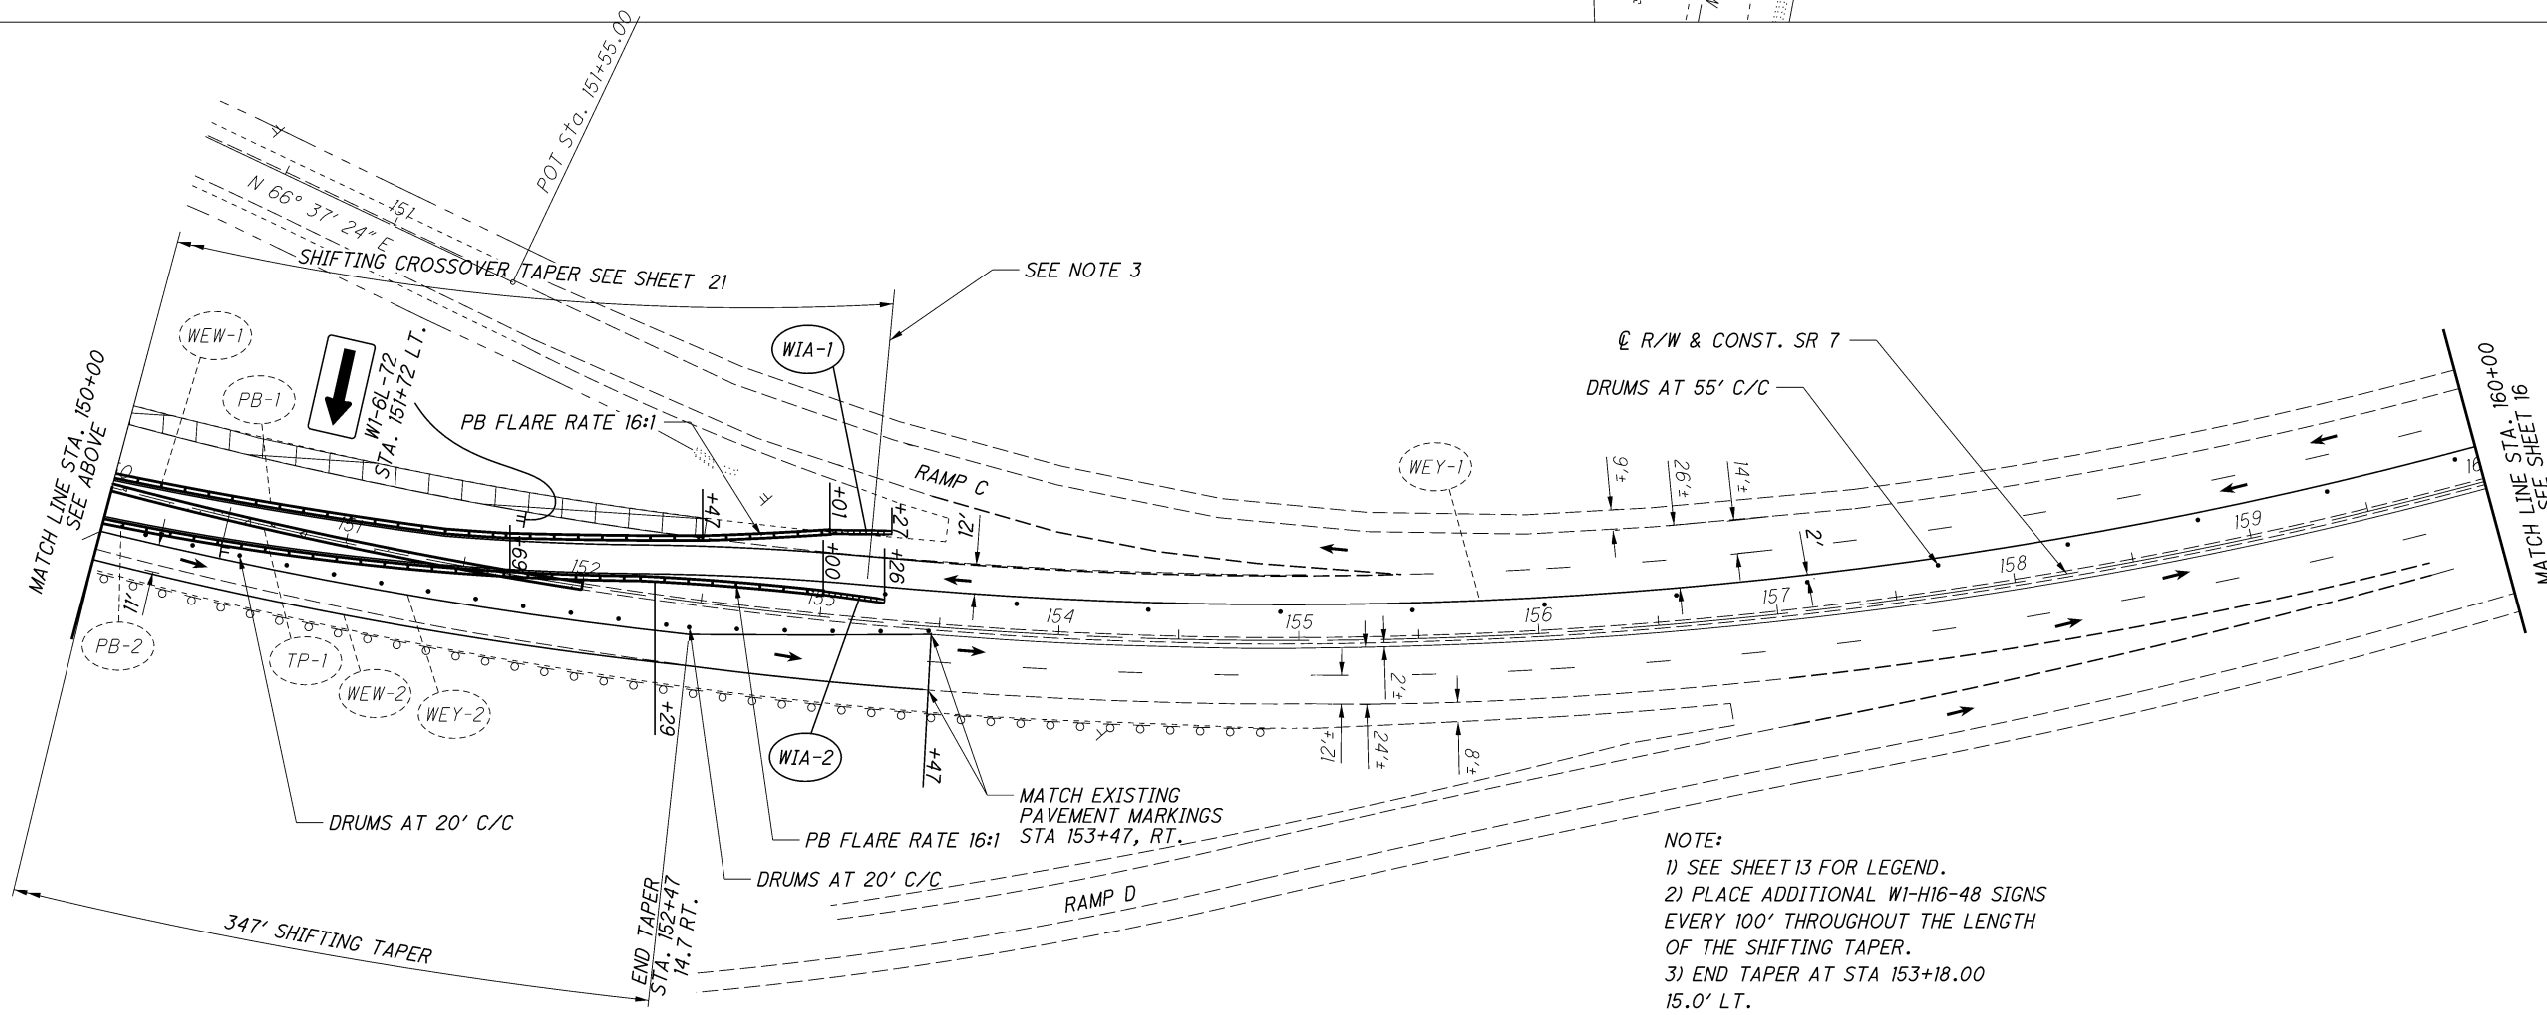 POT Sta. 151+55.00
151
N 66° 37' 24" E
SHIFTING CROSSOVER TAPER SEE SHEET 21
SEE NOTE 3
WEW-1
PB-1
W1-6L-72
STA. 151+72 LT.
WIA-1
PB FLARE RATE 16:1
MATCH LINE STA. 150+00
SEE ABOVE
RAMP C
WEY-1
℄ R/W & CONST. SR 7
DRUMS AT 55' C/C
9'±
26'±
14'±
2'
MATCH LINE STA. 160+00
SEE SHEET 16
+47
+01
+27
12'
+69
+00
+26
151
152
153
154
155
156
157
158
159
16
11'
PB-2
TP-1
WEW-2
WEY-2
+29
+47
WIA-2
2'±
12'±
24'±
8'±
DRUMS AT 20' C/C
MATCH EXISTING
PAVEMENT MARKINGS
STA 153+47, RT.
PB FLARE RATE 16:1
DRUMS AT 20' C/C
END TAPER
STA. 152+47
14.7 RT.
347' SHIFTING TAPER
RAMP D
NOTE:
1) SEE SHEET 13 FOR LEGEND.
2) PLACE ADDITIONAL W1-H16-48 SIGNS
EVERY 100' THROUGHOUT THE LENGTH
OF THE SHIFTING TAPER.
3) END TAPER AT STA 153+18.00
15.0' LT.